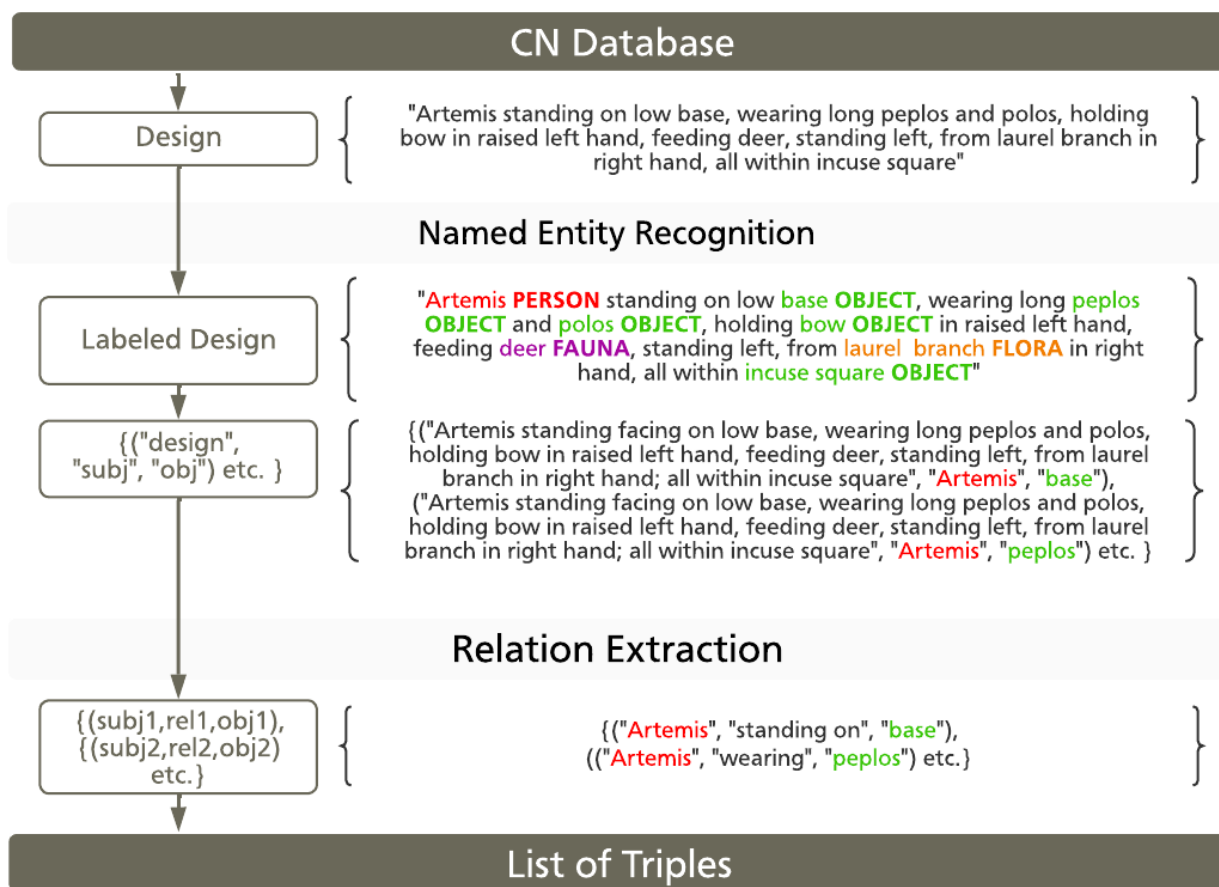 CN Database
Design
"Artemis standing on low base, wearing long peplos and polos, holding
bow in raised left hand, feeding deer, standing left, from laurel branch in
right hand, all within incuse square"
Named Entity Recognition
Labeled Design
"Artemis PERSON standing on low base OBJECT, wearing long peplos
OBJECT and polos OBJECT, holding bow OBJECT in raised left hand,
feeding deer FAUNA, standing left, from laurel branch FLORA in right
hand, all within incuse square OBJECT"
{("design",
"subj", "obj") etc. }
{("Artemis standing facing on low base, wearing long peplos and polos,
holding bow in raised left hand, feeding deer, standing left, from laurel
branch in right hand; all within incuse square", "Artemis", "base"),
("Artemis standing facing on low base, wearing long peplos and polos,
holding bow in raised left hand, feeding deer, standing left, from laurel
branch in right hand; all within incuse square", "Artemis", "peplos") etc. }
Relation Extraction
{(subj1,rel1,obj1),
{(subj2,rel2,obj2)
etc.}
{("Artemis", "standing on", "base"),
(("Artemis", "wearing", "peplos") etc.}
List of Triples